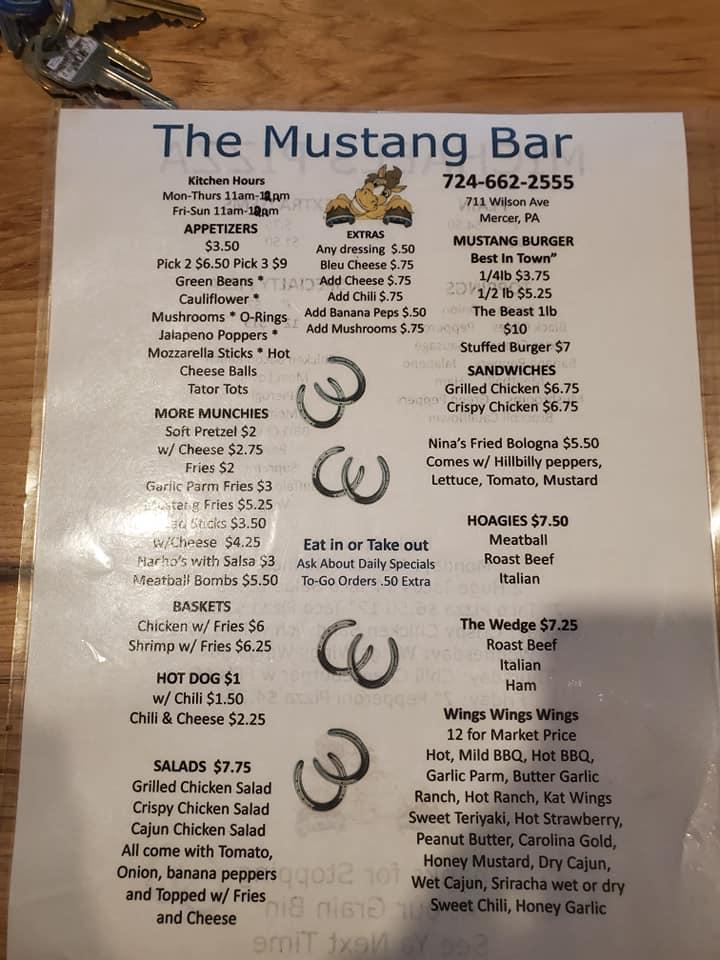 The Mustang Bar
Kitchen Hours
Mon-Thurs 11am-
Fri-Sun 11am-
APPETIZERS
$3.50
Pick 2 $6.50 Pick 3 $9
Green Beans *
Cauliflower *
Mushrooms * O-Rings
Jalapeno Poppers *
Mozzarella Sticks * Hot
Cheese Balls
Tator Tots
MORE MUNCHIES
Soft Pretzel $2
w/ Cheese $2.75
Fries $2
Garlic Parm Fries $3
Mustang Fries $5.25
Sticks $3.50
w/Cheese $4.25
Nacho's with Salsa $3
Meatball Bombs $5.50
BASKETS
Chicken w/ Fries $6
Shrimp w/ Fries $6.25
HOT DOG $1
w/ Chili $1.50
Chili & Cheese $2.25
SALADS $7.75
Grilled Chicken Salad
Crispy Chicken Salad
Cajun Chicken Salad
All come with Tomato,
Onion, banana peppers
and Topped w/ Fries
and Cheese
EXTRAS
Any dressing $.50
Bleu Cheese $.75
Add Cheese $.75
Add Chili $.75
Add Banana Peps $.50
Add Mushrooms $.75
Eat in or Take out
Ask About Daily Specials
To-Go Orders .50 Extra
724-662-2555
711 Wilson Ave
Mercer, PA
MUSTANG BURGER
Best In Town"
1/4lb $3.75
1/2 lb $5.25
The Beast 1lb
$10
Stuffed Burger $7
SANDWICHES
Grilled Chicken $6.75
Crispy Chicken $6.75
Nina's Fried Bologna $5.50
Comes w/ Hillbilly peppers,
Lettuce, Tomato, Mustard
HOAGIES $7.50
Meatball
Roast Beef
Italian
The Wedge $7.25
Roast Beef
Italian
Ham
Wings Wings Wings
12 for Market Price
Hot, Mild BBQ, Hot BBQ,
Garlic Parm, Butter Garlic
Ranch, Hot Ranch, Kat Wings
Sweet Teriyaki, Hot Strawberry,
Peanut Butter, Carolina Gold,
Honey Mustard, Dry Cajun,
Wet Cajun, Sriracha wet or dry
Sweet Chili, Honey Garlic